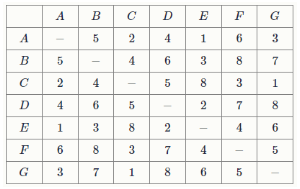 A B C D E F G
A – 5 2 4 1 6 3
B 5 – 4 6 3 8 7
C 2 4 – 5 8 3 1
D 4 6 5 – 2 7 8
E 1 3 8 2 – 4 6
F 6 8 3 7 4 – 5
G 3 7 1 8 6 5 –